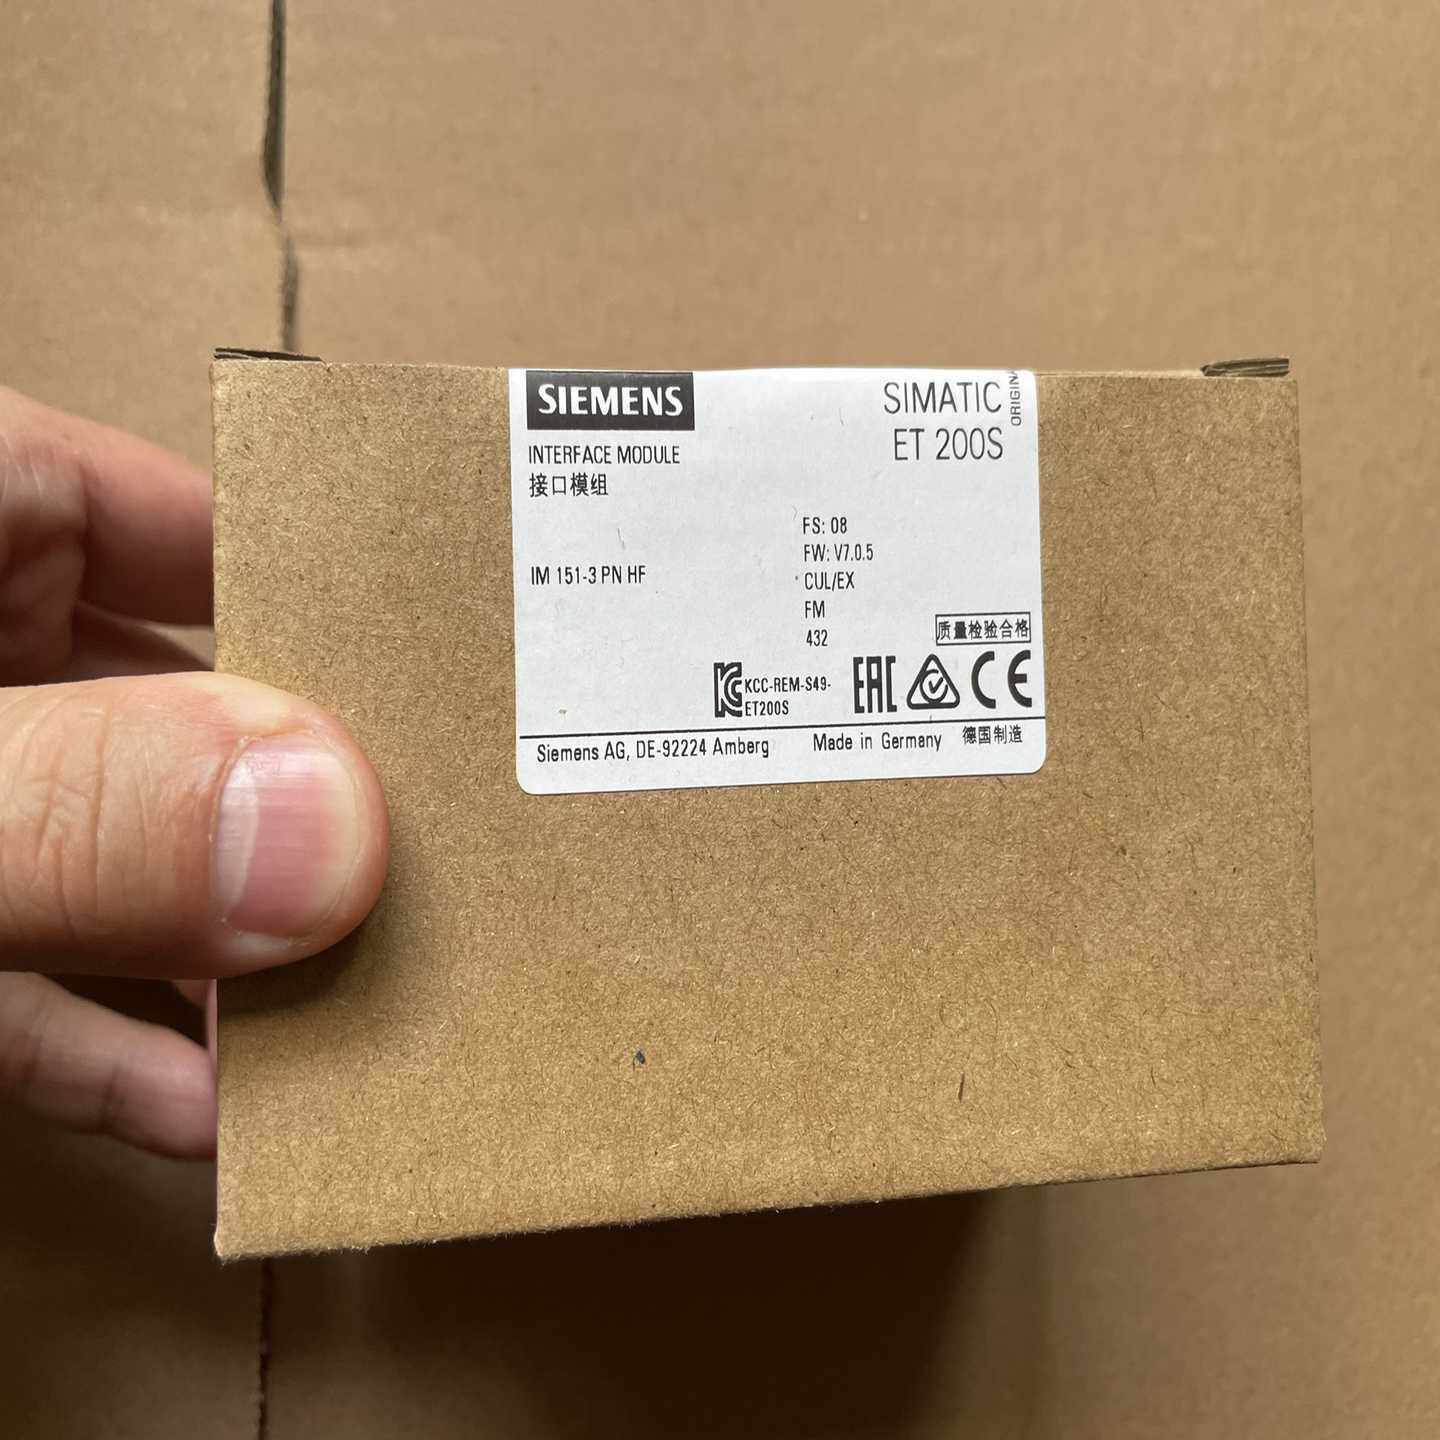 SIEMENS
SIMATIC
ET 200S
INTERFACE MODULE
接口模组
IM 151-3 PN HF
FS: 08
FW: V7.0.5
CUL/EX
FM
432
质量检验合格
KCC-REM-S49-
ET200S
EAC
CE
Siemens AG, DE-92224 Amberg
Made in Germany
德国制造